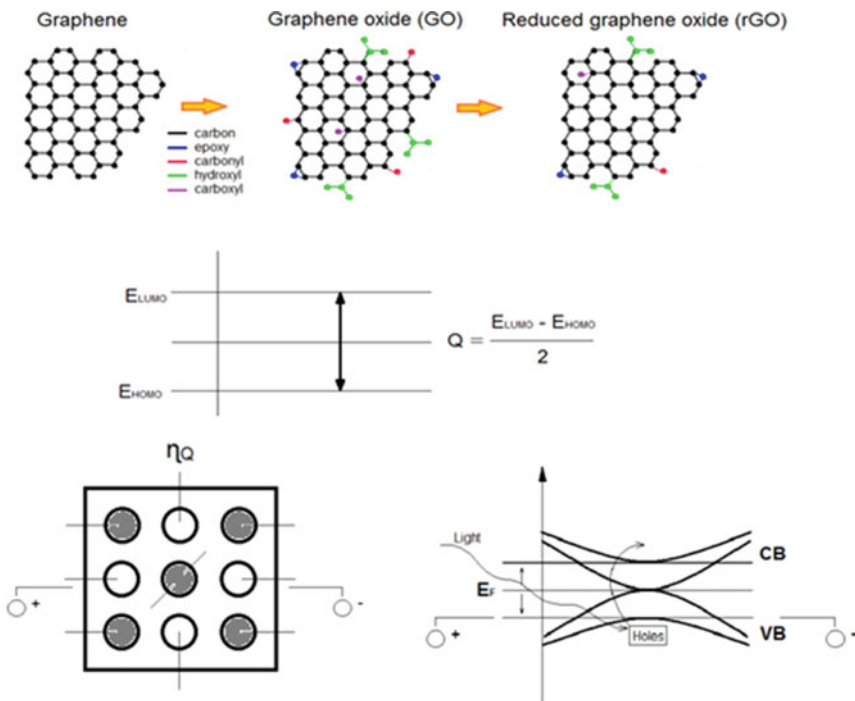 Graphene
Graphene oxide (GO)
Reduced graphene oxide (rGO)
carbon
epoxy
carbonyl
hydroxyl
carboxyl
ELUMO
EHOMO
Q = ELUMO - EHOMO
2
ηQ
+
-
Light
CB
EF
VB
Holes
+
-